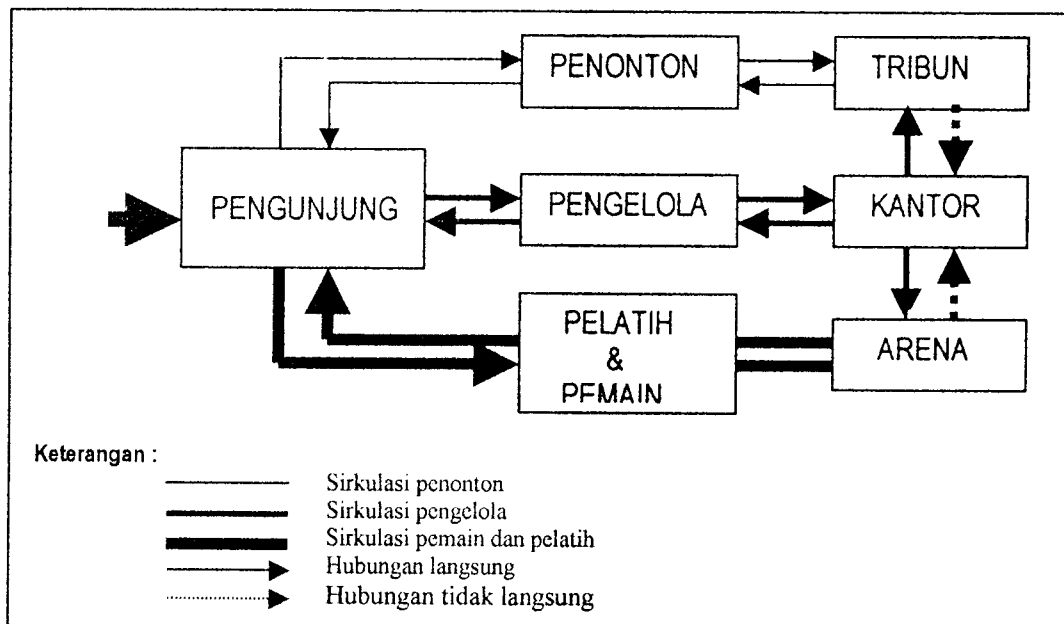 PENONTON
TRIBUN
PENGUNJUNG
PENGELOLA
KANTOR
PELATIH
&
PEMAIN
ARENA
Keterangan :
Sirkulasi penonton
Sirkulasi pengelola
Sirkulasi pemain dan pelatih
Hubungan langsung
Hubungan tidak langsung